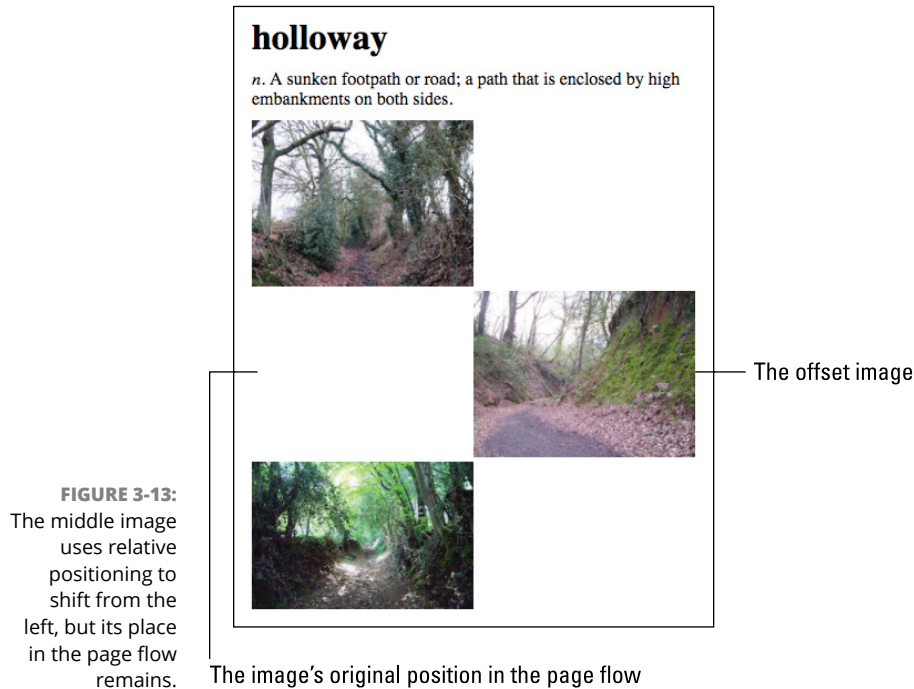 holloway
n. A sunken footpath or road; a path that is enclosed by high
embankments on both sides.
The offset image
FIGURE 3-13:
The middle image
uses relative
positioning to
shift from the
left, but its place
in the page flow
remains.
The image’s original position in the page flow